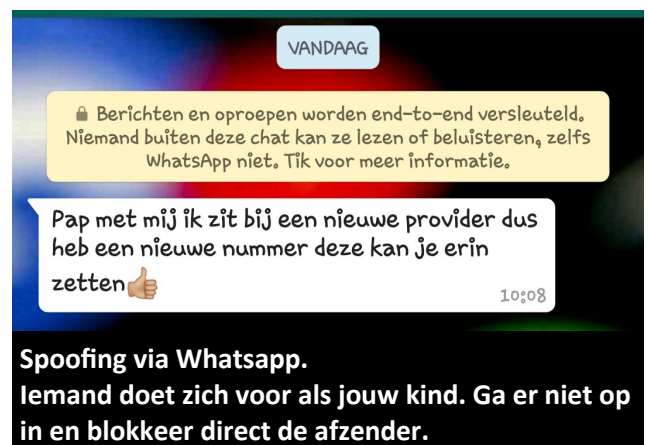 VANDAAG
Berichten en oproepen worden end-to-end versleuteld.
Niemand buiten deze chat kan ze lezen of beluisteren, zelfs
WhatsApp niet. Tik voor meer informatie.
Pap met mij ik zit bij een nieuwe provider dus
heb een nieuwe nummer deze kan je erin
zetten👍🏼
10:08
Spoofing via Whatsapp.
Iemand doet zich voor als jouw kind. Ga er niet op
in en blokkeer direct de afzender.